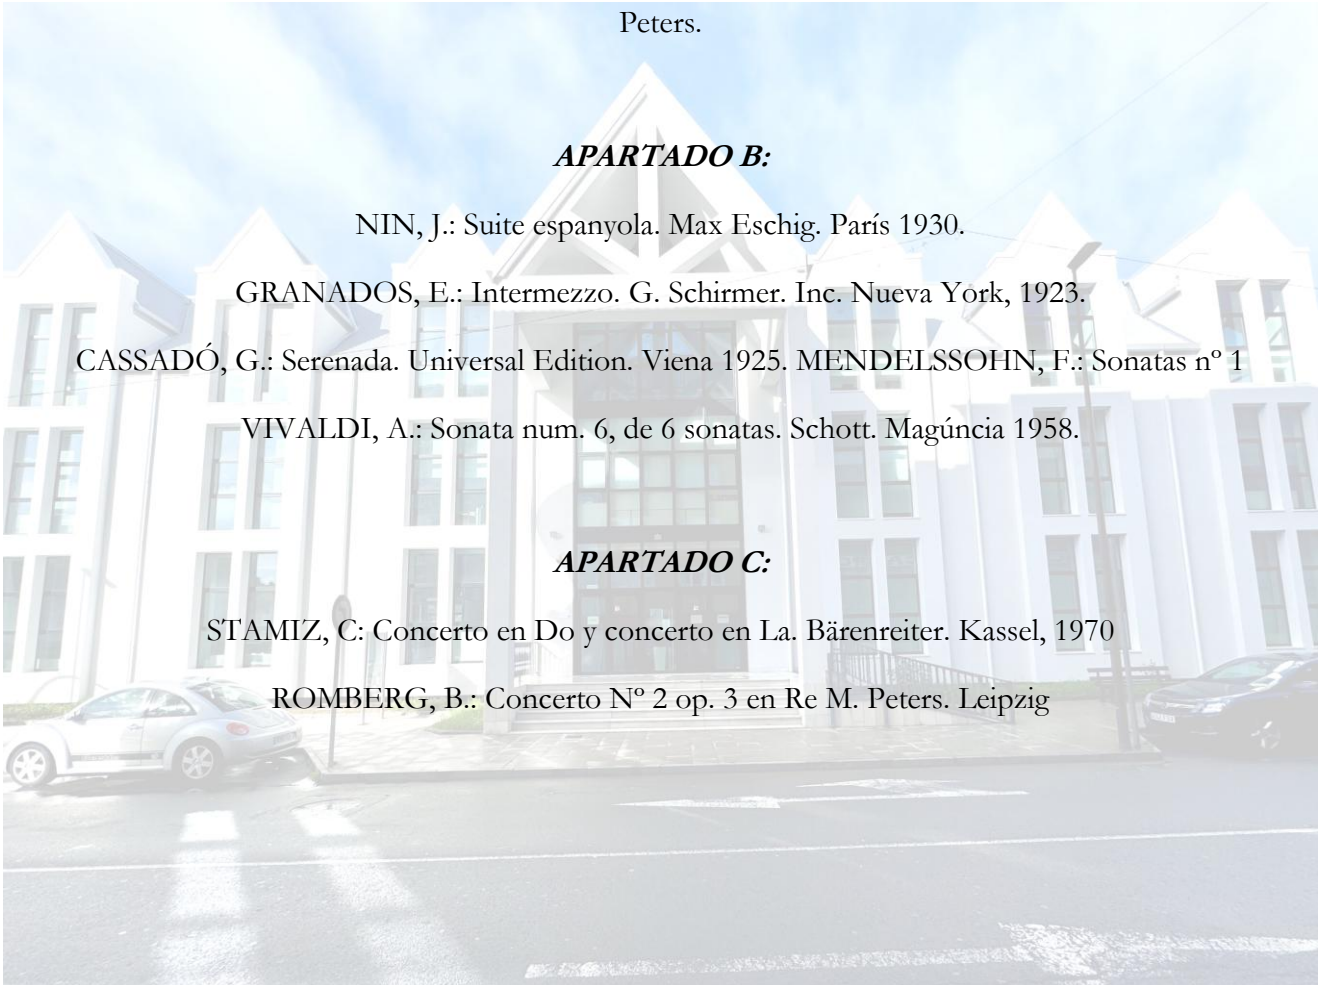 Peters.
APARTADO B:
NIN, J.: Suite espanyola. Max Eschig. París 1930.
GRANADOS, E.: Intermezzo. G. Schirmer. Inc. Nueva York, 1923.
CASSADÓ, G.: Serenada. Universal Edition. Viena 1925. MENDELSSOHN, F.: Sonatas nº 1
VIVALDI, A.: Sonata num. 6, de 6 sonatas. Schott. Magúncia 1958.
APARTADO C:
STAMIZ, C: Concerto en Do y concerto en La. Bärenreiter. Kassel, 1970
ROMBERG, B.: Concerto Nº 2 op. 3 en Re M. Peters. Leipzig